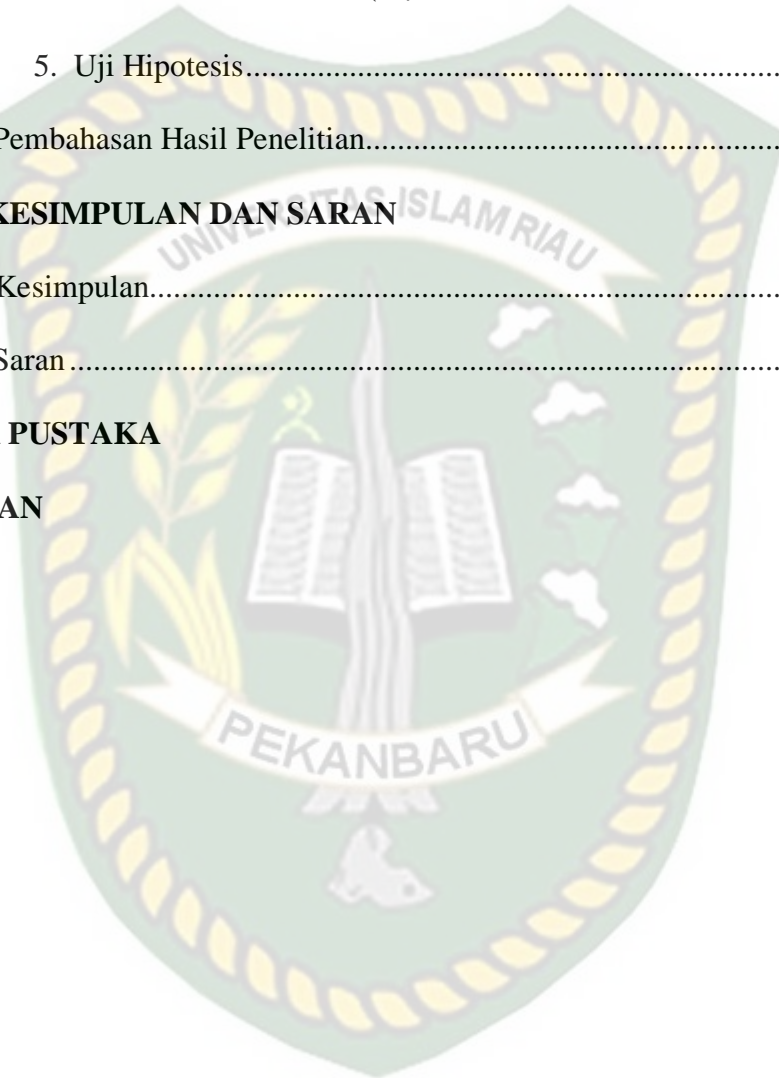 5. Uji Hipotesis........................................................................
Pembahasan Hasil Penelitian........................................................
UNIVERSITAS ISLAM RIAU
KESIMPULAN DAN SARAN
Kesimpulan........................................................................
Saran........................................................................
PUSTAKA
AN
PEKANBARU